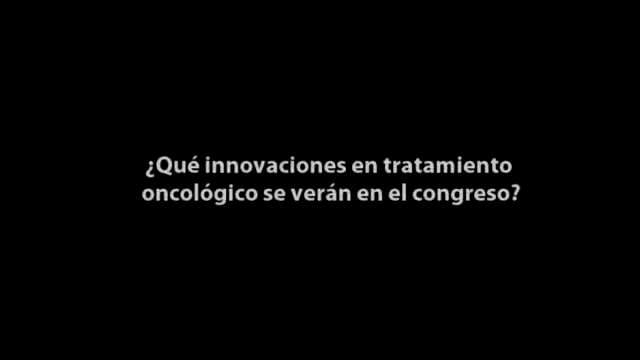 ¿Qué innovaciones en tratamiento
oncológico se verán en el congreso?